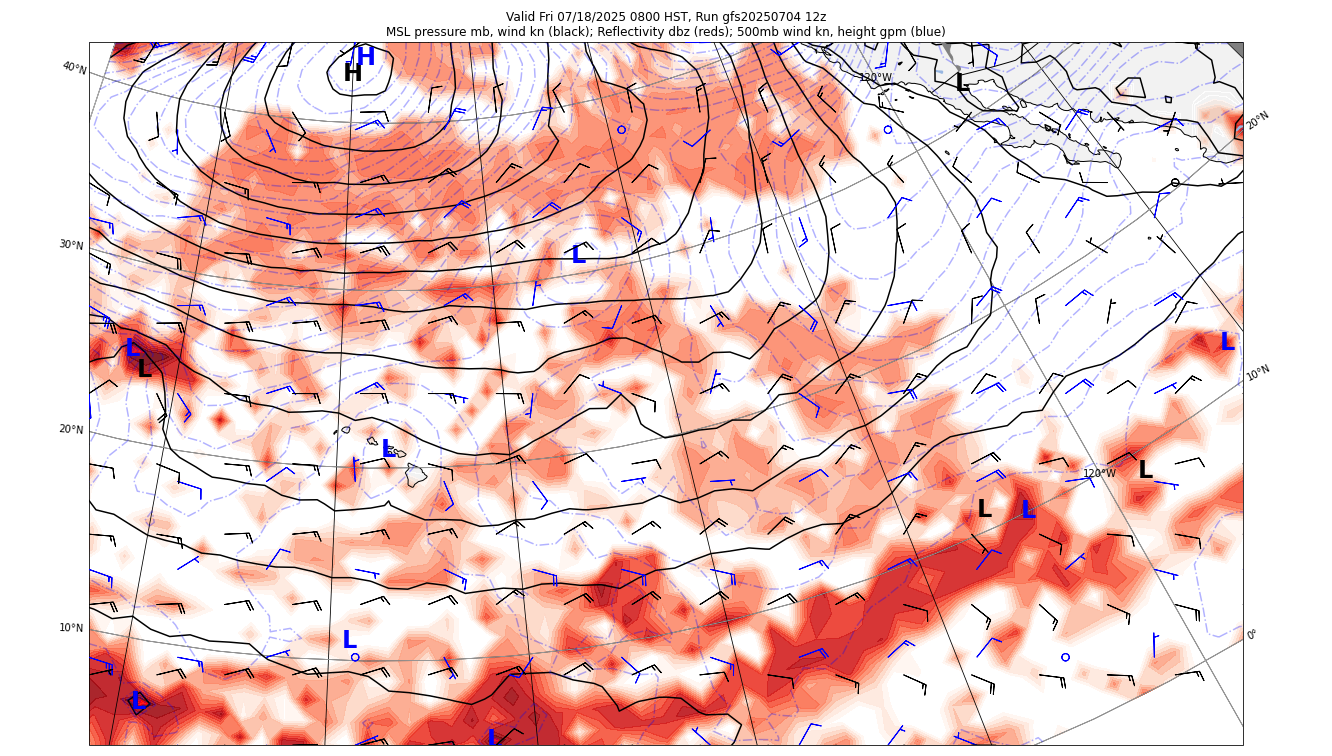 Valid Fri 07/18/2025 0800 HST, Run gfs20250704 12z
MSL pressure mb, wind kn (black); Reflectivity dbz (reds); 500mb wind kn, height gpm (blue)
H
H
40°N
120°W
L
20°N
30°N
L
L
L
L
10°N
20°N
L
120°W
L
L
L
10°N
0°
L
L
L